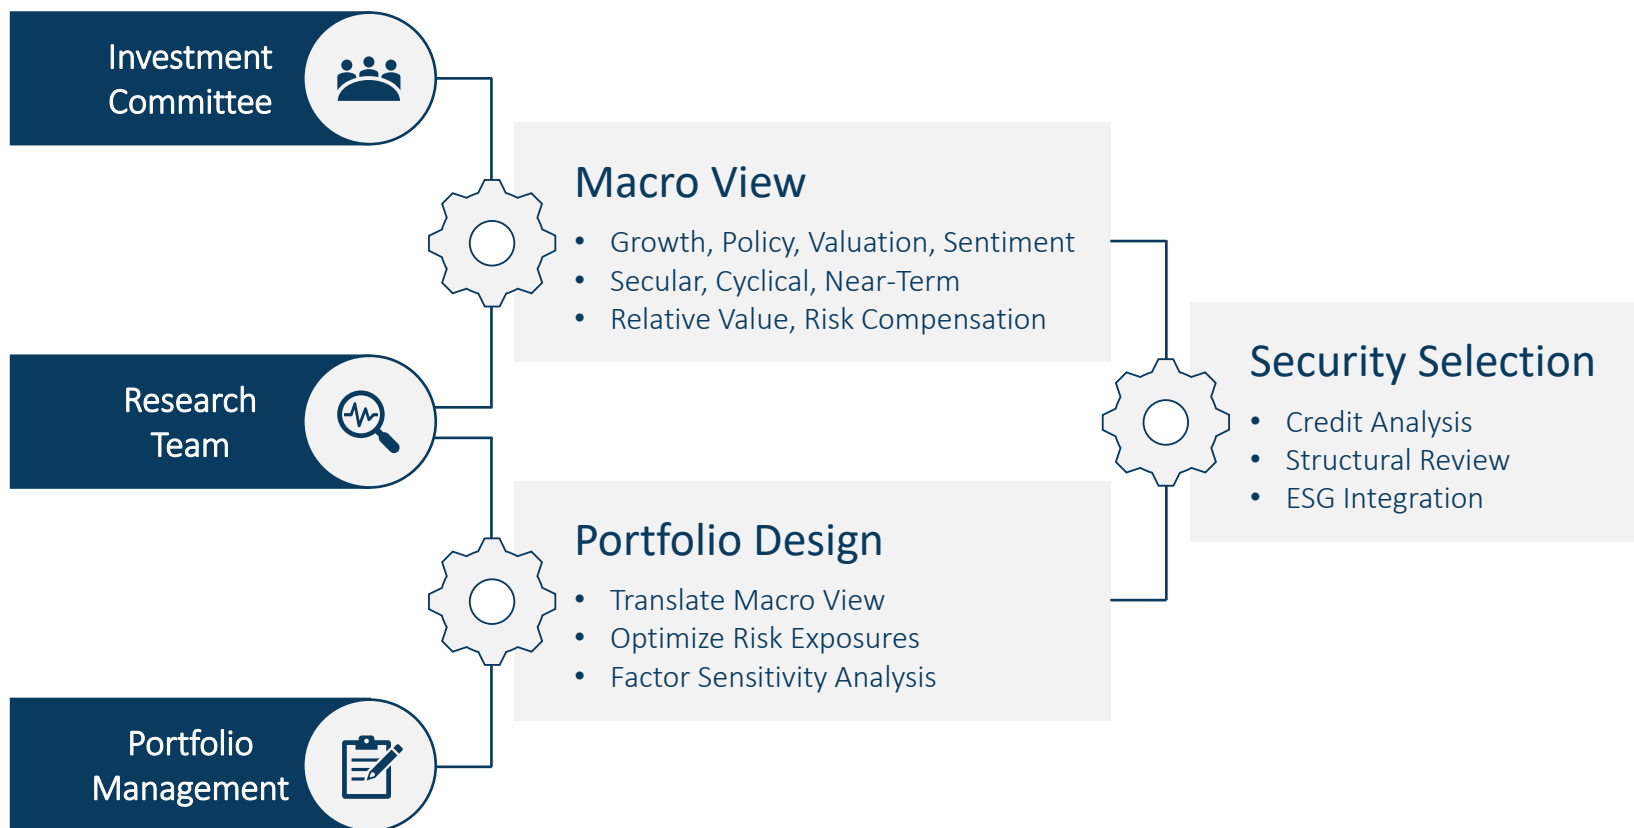 Investment
Committee
Macro View
• Growth, Policy, Valuation, Sentiment
• Secular, Cyclical, Near-Term
• Relative Value, Risk Compensation
Research
Team
Portfolio Design
• Translate Macro View
• Optimize Risk Exposures
• Factor Sensitivity Analysis
Portfolio
Management
Security Selection
• Credit Analysis
• Structural Review
• ESG Integration